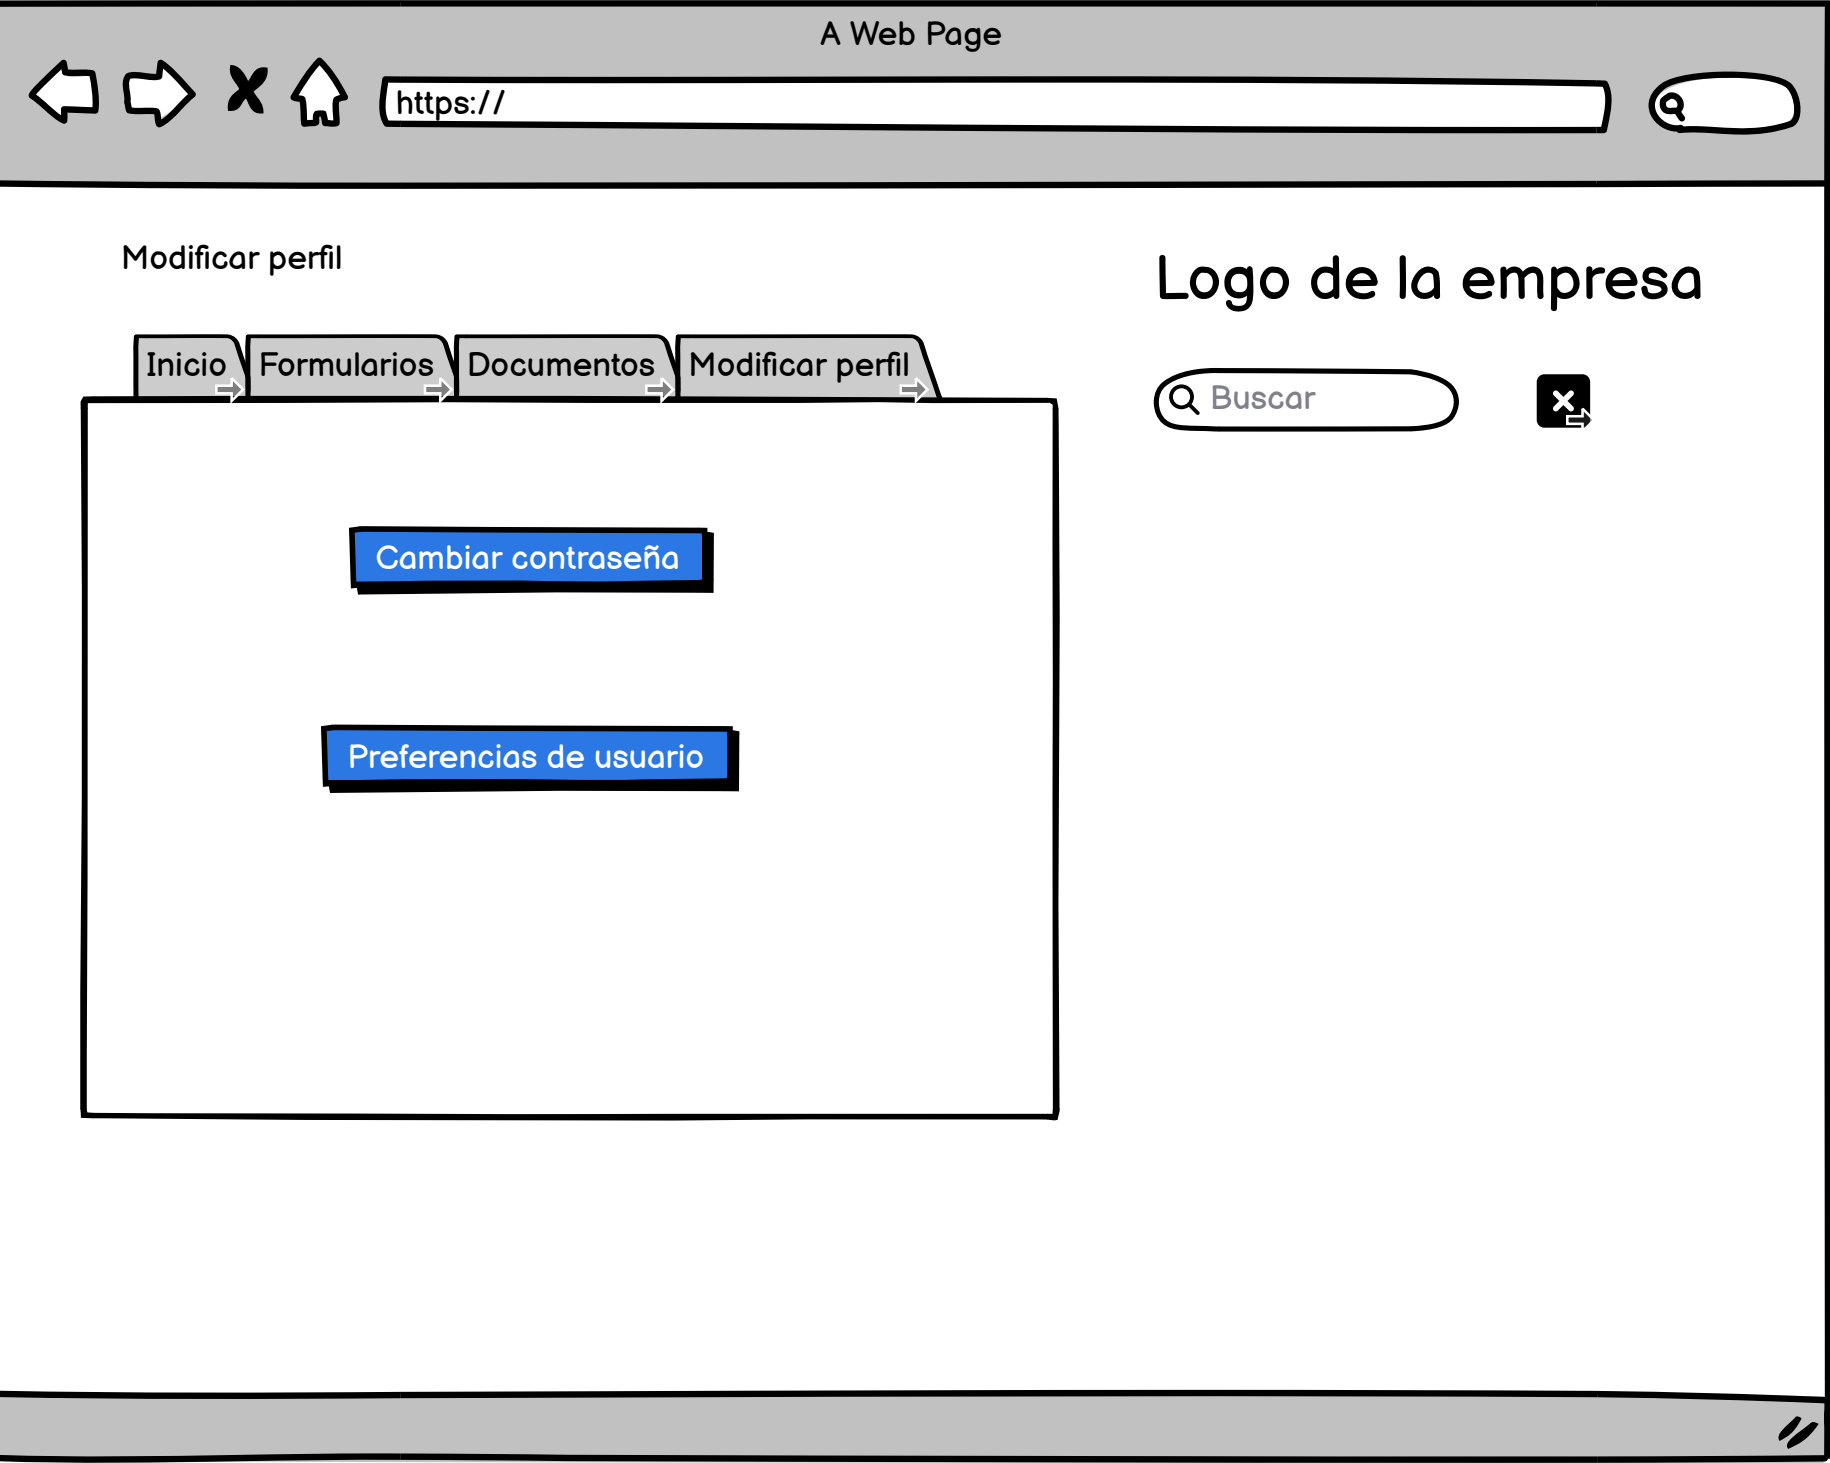 A Web Page
https://
Modificar perfil
Logo de la empresa
Inicio
Formularios
Documentos
Modificar perfil
Buscar
Cambiar contraseña
Preferencias de usuario